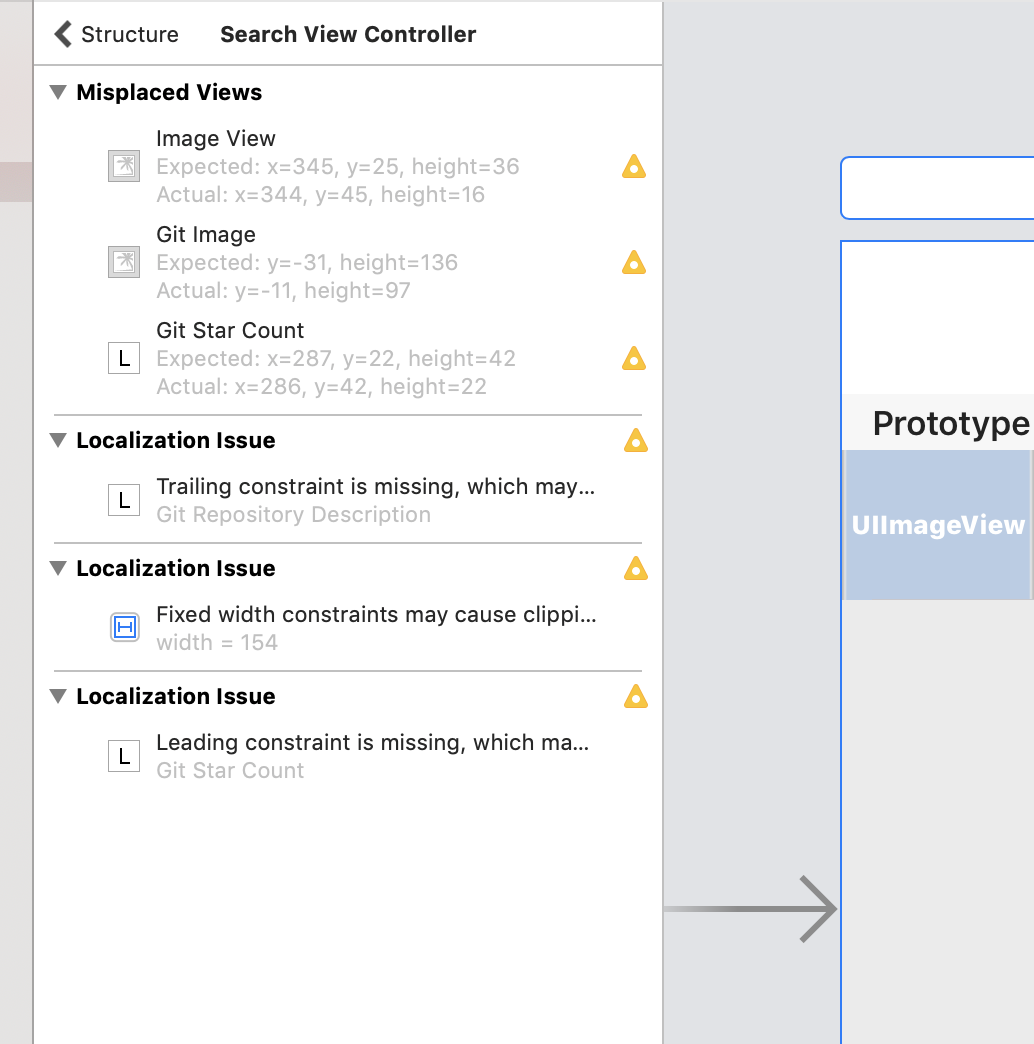 Structure
Search View Controller
Misplaced Views
Image View
Expected: x=345, y=25, height=36
Actual: x=344, y=45, height=16
Git Image
Expected: y=-31, height=136
Actual: y=-11, height=97
Git Star Count
L
Expected: x=287, y=22, height=42
Actual: x=286, y=42, height=22
Localization Issue
L
Trailing constraint is missing, which may...
Git Repository Description
Localization Issue
Fixed width constraints may cause clippi...
width = 154
Localization Issue
L
Leading constraint is missing, which ma...
Git Star Count
Prototype
UIImageView